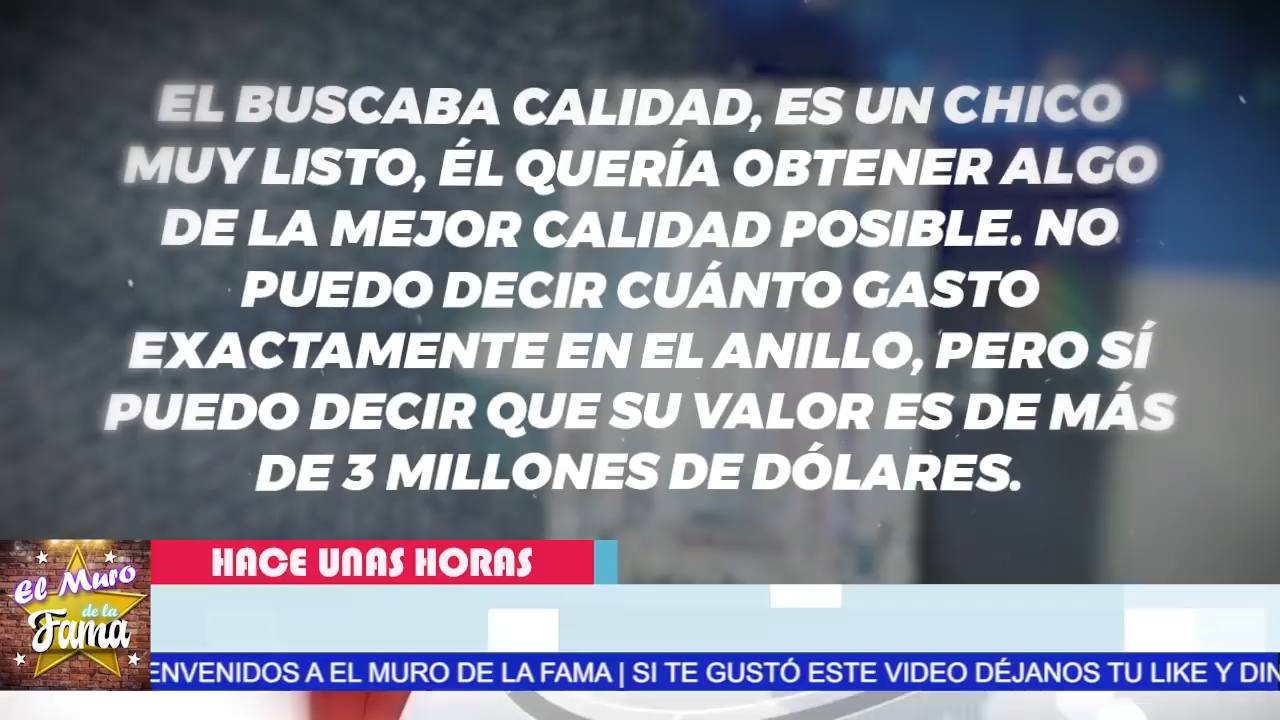 EL BUSCABA CALIDAD, ES UN CHICO
MUY LISTO, ÉL QUERÍA OBTENER ALGO
DE LA MEJOR CALIDAD POSIBLE. NO
PUEDO DECIR CUÁNTO GASTO
EXACTAMENTE EN EL ANILLO, PERO SÍ
PUEDO DECIR QUE SU VALOR ES DE MÁS
DE 3 MILLONES DE DÓLARES.
HACE UNAS HORAS
El Muro
de la
Fama
ENVENIDOS A EL MURO DE LA FAMA | SI TE GUSTÓ ESTE VIDEO DÉJANOS TU LIKE Y DIN